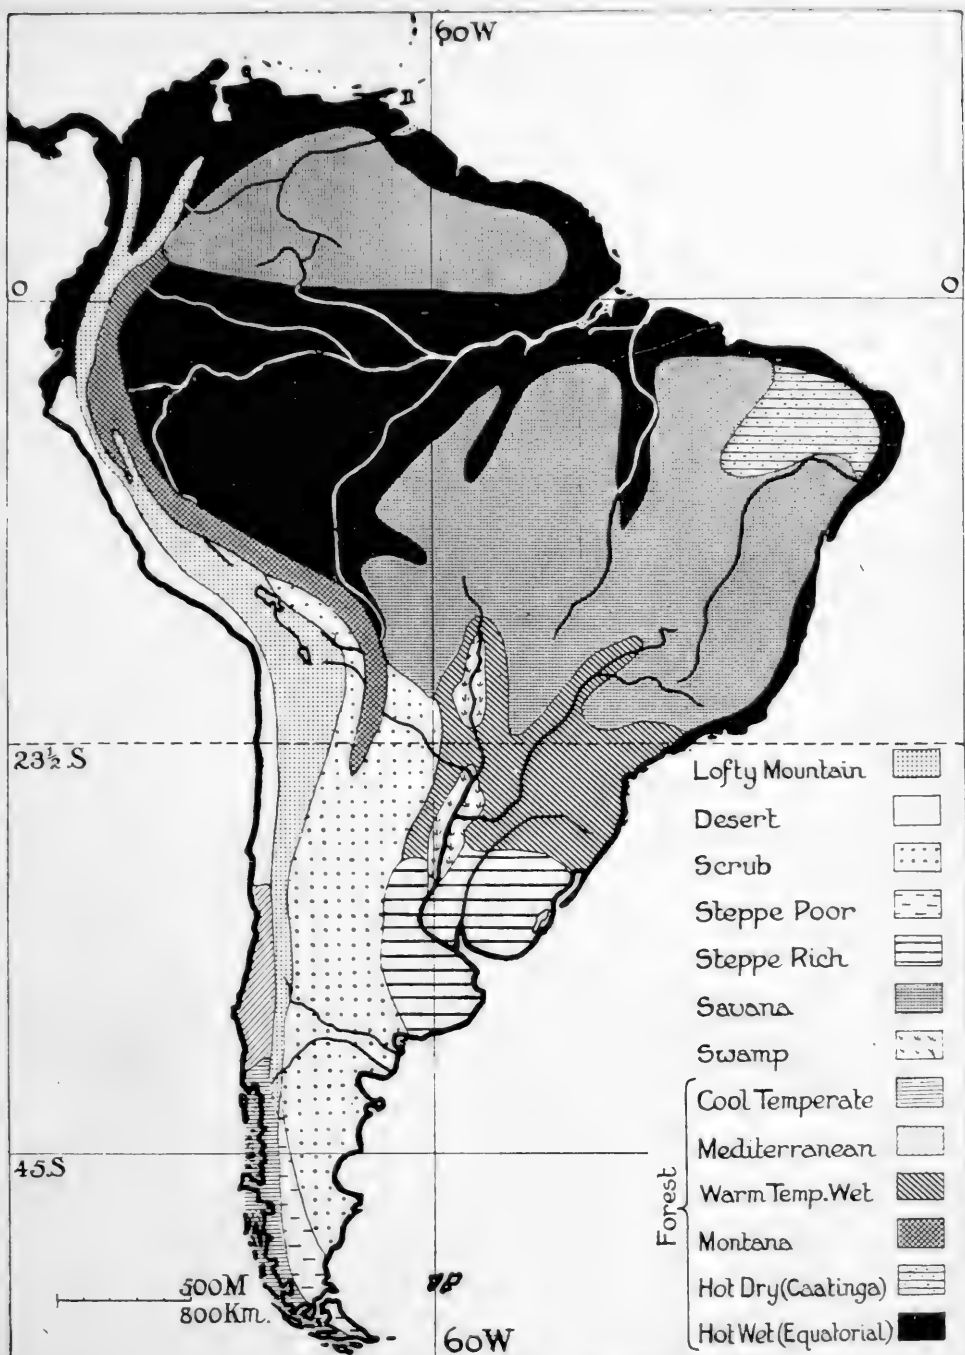 60W
0
0
23½ S
Lofty Mountain
Desert
Scrub
Steppe Poor
Steppe Rich
Savana
Swamp
Forest
Cool Temperate
Mediterranean
Warm Temp. Wet
Montana
Hot Dry (Caatinga)
Hot Wet (Equatorial)
45.S
500M
800Km.
60W